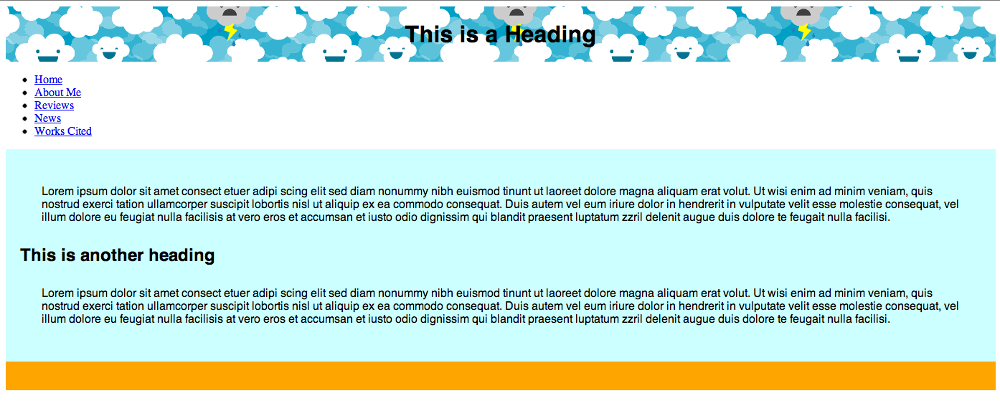 This is a Heading
Home
About Me
Reviews
News
Works Cited
Lorem ipsum dolor sit amet consect etuer adipi scing elit sed diam nonummy nibh euismod tinunt ut laoreet dolore magna aliquam erat volut. Ut wisi enim ad minim veniam, quis
nostrud exerci tation ullamcorper suscipit lobortis nisl ut aliquip ex ea commodo consequat. Duis autem vel eum iriure dolor in hendrerit in vulputate velit esse molestie consequat, vel
illum dolore eu feugiat nulla facilisis at vero eros et accumsan et iusto odio dignissim qui blandit praesent luptatum zzril delenit augue duis dolore te feugait nulla facilisi.
This is another heading
Lorem ipsum dolor sit amet consect etuer adipi scing elit sed diam nonummy nibh euismod tinunt ut laoreet dolore magna aliquam erat volut. Ut wisi enim ad minim veniam, quis
nostrud exerci tation ullamcorper suscipit lobortis nisl ut aliquip ex ea commodo consequat. Duis autem vel eum iriure dolor in hendrerit in vulputate velit esse molestie consequat, vel
illum dolore eu feugiat nulla facilisis at vero eros et accumsan et iusto odio dignissim qui blandit praesent luptatum zzril delenit augue duis dolore te feugait nulla facilisi.